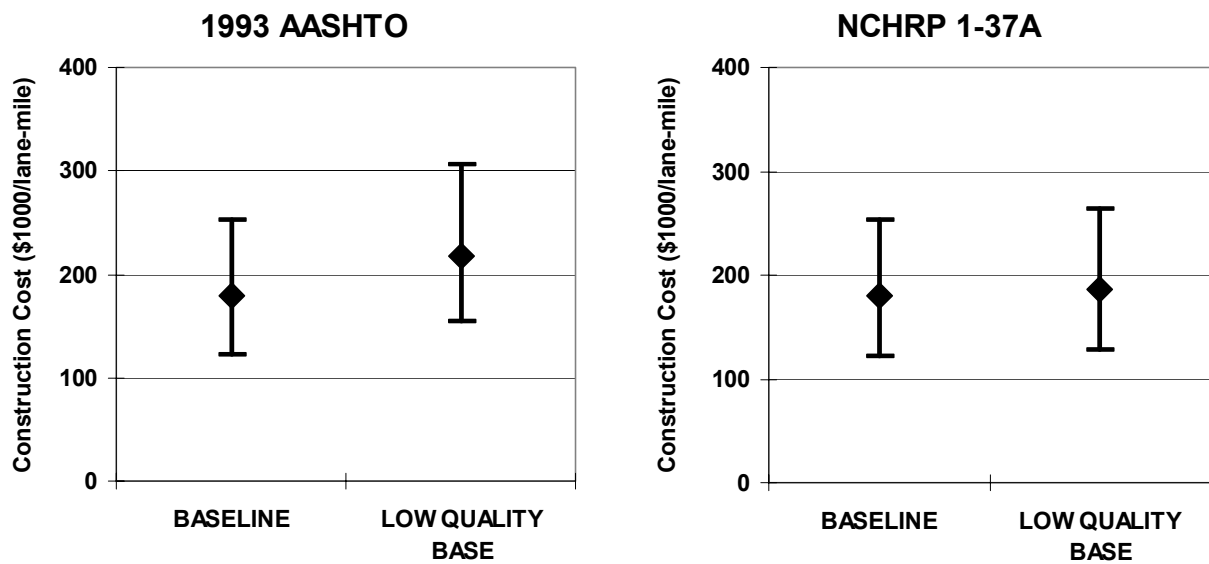 1993 AASHTO
Construction Cost ($1000/lane-mile)
400
300
200
100
0
BASELINE
LOW QUALITY
BASE
NCHRP 1-37A
Construction Cost ($1000/lane-mile)
400
300
200
100
0
BASELINE
LOW QUALITY
BASE